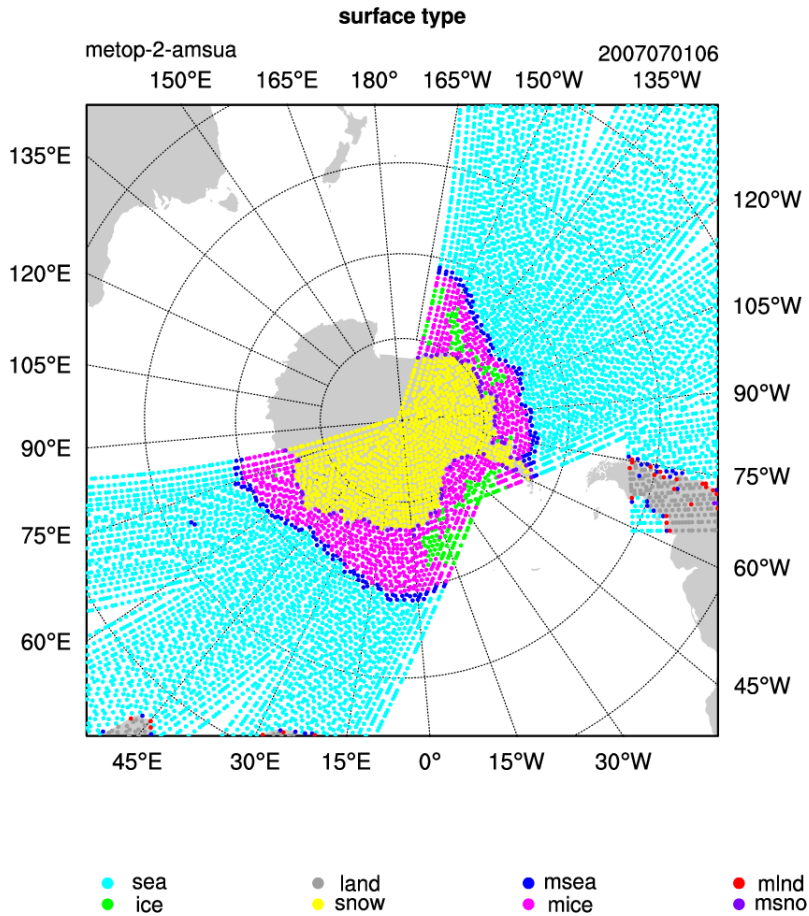 surface type
metop-2-amsua 2007070106
150°E 165°E 180° 165°W 150°W 135°W
135°E
120°W
120°E
105°W
105°E
90°W
90°E
75°W
75°E
60°W
60°E
45°W
45°E 30°E 15°E 0° 15°W 30°W
sea land msea mlnd
ice snow mice msno